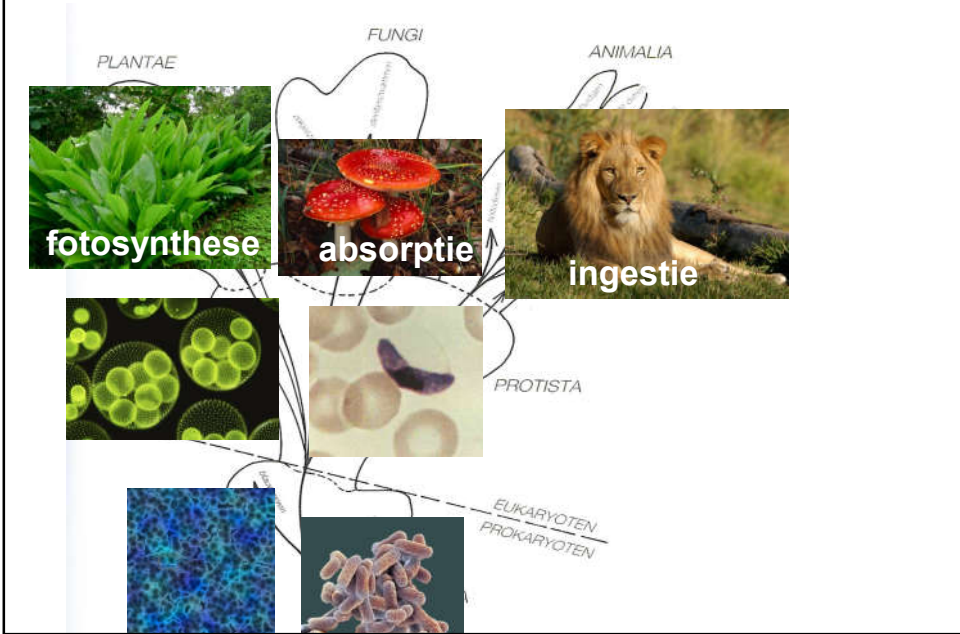 FUNGI
PLANTAE
ANIMALIA
fotosynthese
absorptie
ingestie
PROTISTA
EUKARYOTEN
PROKARYOTEN